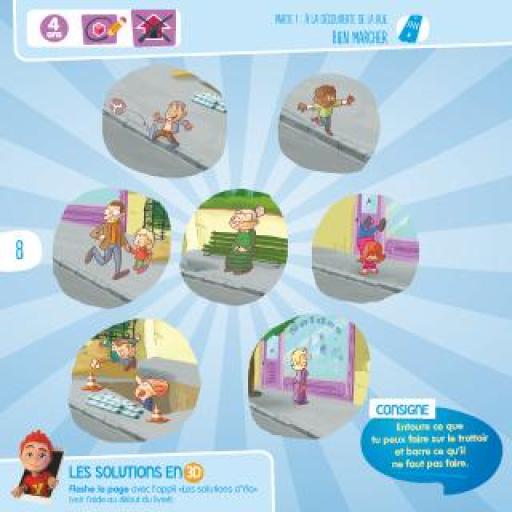 4 ans
PARTIE 1 : À LA DÉCOUVERTE DE LA RUE
BIEN MARCHER
8
Soldes
CONSIGNE
Entoure ce que
tu peux faire sur le trottoir
et barre ce qu'il
ne faut pas faire.
LES SOLUTIONS EN 3D
Flashe la page avec l'appli «Les solutions d'Flo»
(voir l'aide au début du livret)